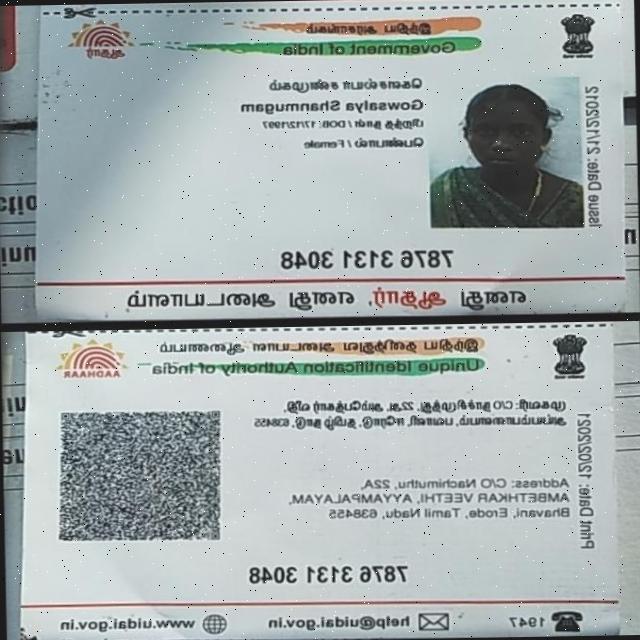 இந்திய அரசாங்கம்
Government of India
ஆதார்
கௌசல்யா சண்முகம்
Gowsalya Shanmugam
பிறந்த நாள் / DOB: 17/12/1997
பெண்பால் / Female
Issue Date: 21/12/2012
7876 3131 3048
எனது ஆதார், எனது அடையாளம்
இந்திய தனித்துவ அடையாள ஆணையம்
Unique Identification Authority of India
AADHAAR
முகவரி: C/O நாச்சிமுத்து, 22அ, அம்பேத்கார் வீதி,
அய்யம்பாளையம், பவானி, ஈரோடு, தமிழ் நாடு, 638455
Address: C/O Nachimuthu, 22A,
AMBETHKAR VEETHI, AYYAMPALAYAM,
Bhavani, Erode, Tamil Nadu, 638455
Print Date: 12/02/2021
7876 3131 3048
1947
help@uidai.gov.in
www.uidai.gov.in